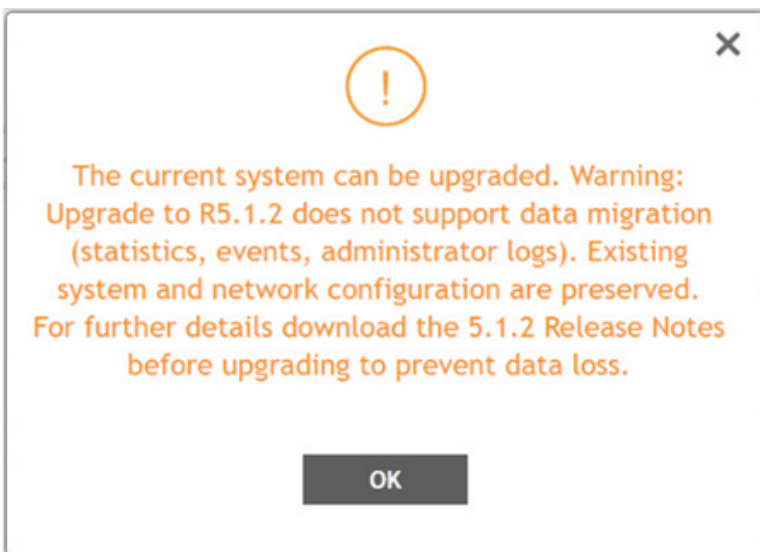 !
The current system can be upgraded. Warning:
Upgrade to R5.1.2 does not support data migration
(statistics, events, administrator logs). Existing
system and network configuration are preserved.
For further details download the 5.1.2 Release Notes
before upgrading to prevent data loss.
OK